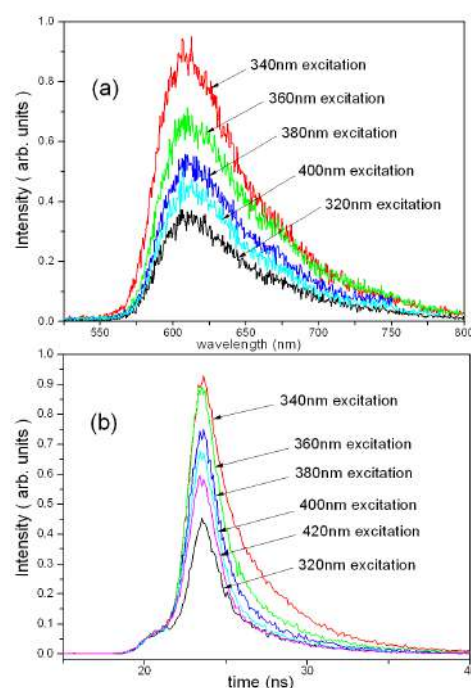 1.0
0.8
0.6
0.4
0.2
0.0
Intensity ( arb. units )
(a)
340nm excitation
360nm excitation
380nm excitation
400nm excitation
320nm excitation
550
600
650
700
750
800
wavelength (nm)
1.0
0.9
0.8
0.7
0.6
0.5
0.4
0.3
0.2
0.1
0.0
Intensity ( arb. units )
(b)
340nm excitation
360nm excitation
380nm excitation
400nm excitation
420nm excitation
320nm excitation
20
30
time (ns)